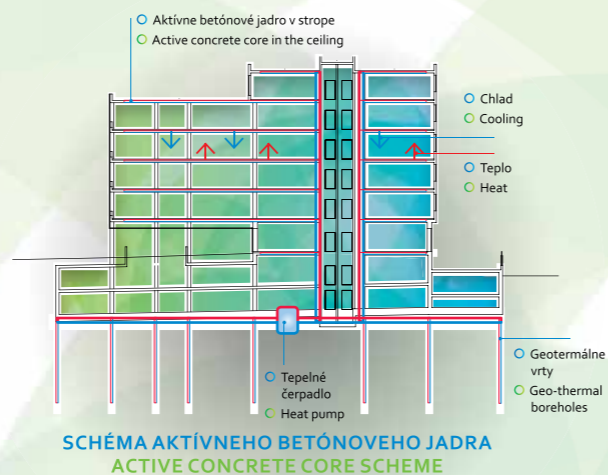 Aktívne betónové jadro v strope
Active concrete core in the ceiling
Chlad
Cooling
Teplo
Heat
Geotermálne
vrty
Geo-thermal
boreholes
Tepelné
čerpadlo
Heat pump
SCHÉMA AKTÍVNEHO BETÓNOVEHO JADRA
ACTIVE CONCRETE CORE SCHEME